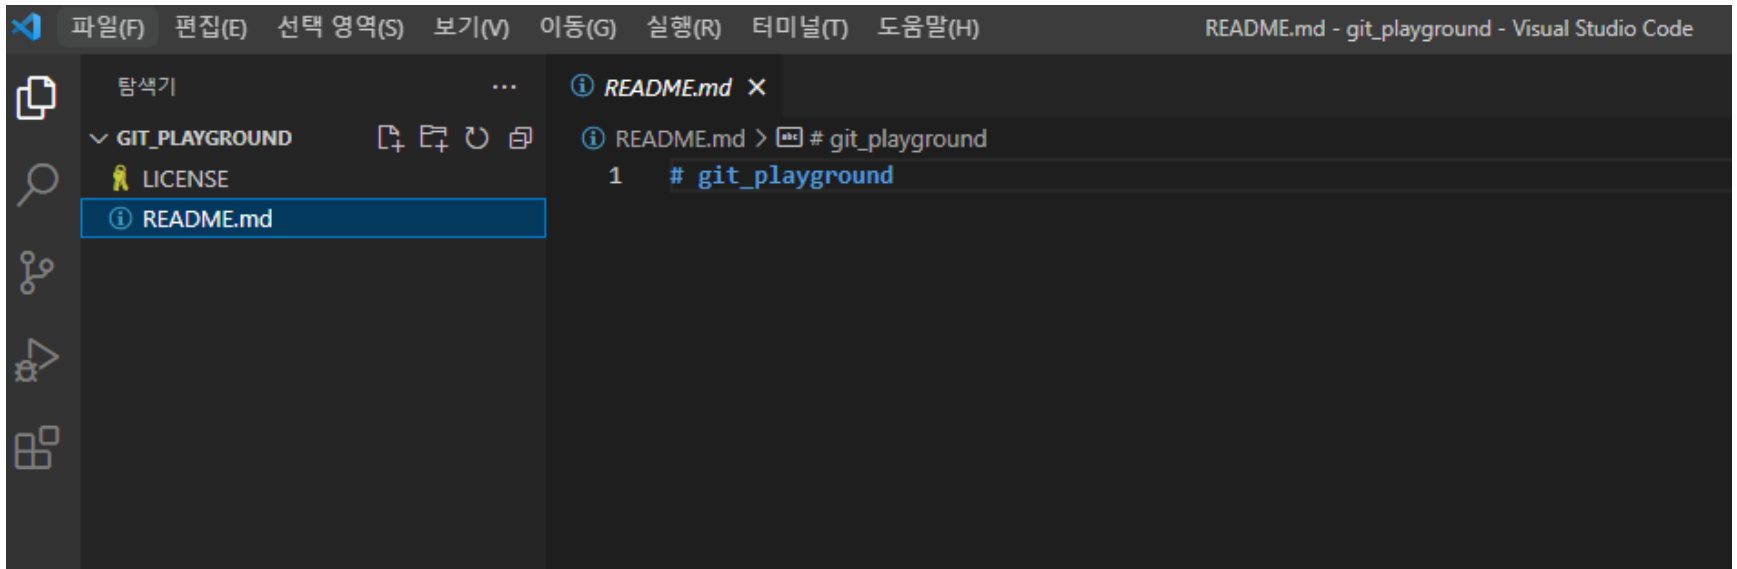 파일(F) 편집(E) 선택 영역(S) 보기(V) 이동(G) 실행(R) 터미널(T) 도움말(H) README.md - git_playground - Visual Studio Code
탐색기 ···
GIT_PLAYGROUND
LICENSE
README.md
README.md
README.md > abc # git_playground
1 # git_playground